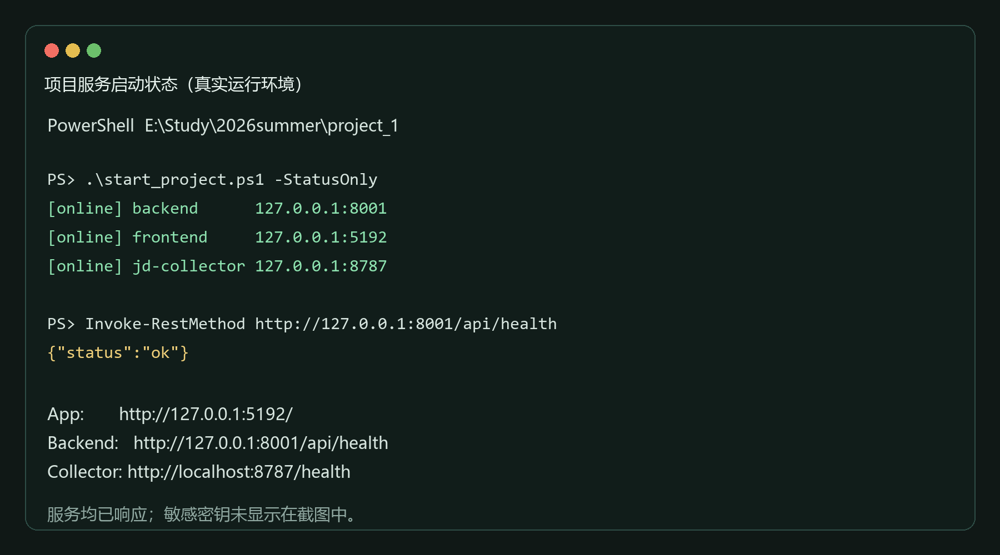 项目服务启动状态（真实运行环境）
PowerShell  E:\Study\2026summer\project_1
PS> .\start_project.ps1 -StatusOnly
[online] backend      127.0.0.1:8001
[online] frontend     127.0.0.1:5192
[online] jd-collector 127.0.0.1:8787
PS> Invoke-RestMethod http://127.0.0.1:8001/api/health
{"status":"ok"}
App:       http://127.0.0.1:5192/
Backend:   http://127.0.0.1:8001/api/health
Collector: http://localhost:8787/health
服务均已响应；敏感密钥未显示在截图中。